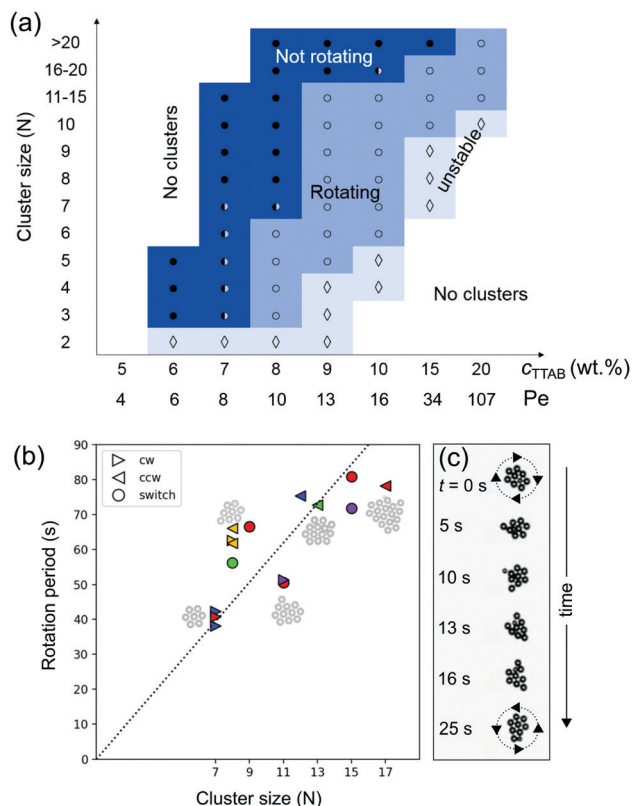 (a)
>20
16-20
11-15
10
9
8
7
6
5
4
3
2
Cluster size (N)
No clusters
Not rotating
Rotating
unstable
No clusters
5 6 7 8 9 10 15 20 cTTAB (wt.%)
4 6 8 10 13 16 34 107 Pe
(b)
90
80
70
60
50
40
30
20
10
0
Rotation period (s)
cw
ccw
switch
7 9 11 13 15 17
Cluster size (N)
(c)
t = 0 s
5 s
10 s
13 s
16 s
25 s
time